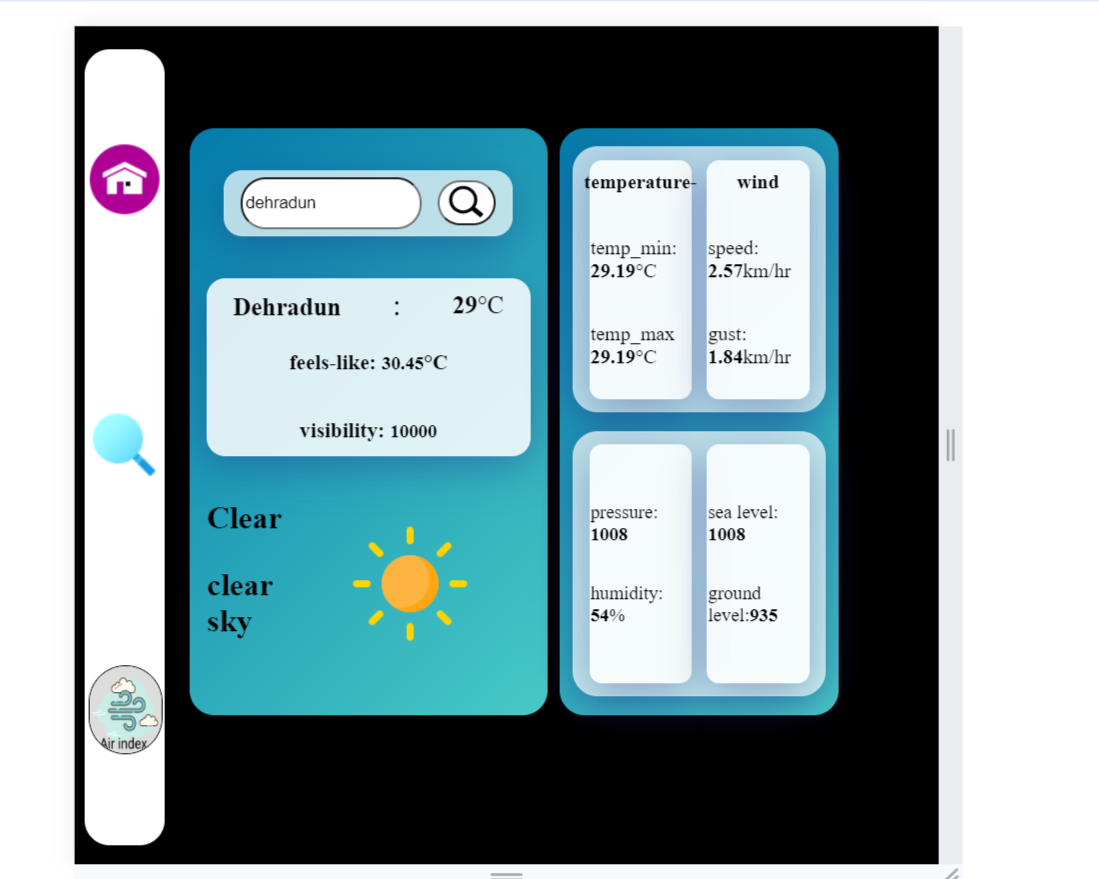 dehradun
Dehradun : 29°C
feels-like: 30.45°C
visibility: 10000
Clear
clear
sky
Air index
temperature-
temp_min:
29.19°C
temp_max
29.19°C
wind
speed:
2.57km/hr
gust:
1.84km/hr
pressure:
1008
humidity:
54%
sea level:
1008
ground
level:935